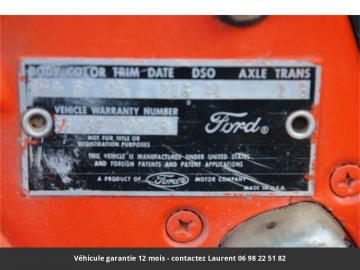 BODY COLOR TRIM DATE DSO AXLE TRANS
VEHICLE WARRANTY NUMBER
Ford®
NOT FOR TITLE OR
REGISTRATION PURPOSES
THIS VEHICLE IS MANUFACTURED UNDER UNITED STATES
AND FOREIGN PATENTS AND PATENT APPLICATIONS
A PRODUCT OF Ford MOTOR COMPANY
MADE IN U.S.A.
Véhicule garantie 12 mois - contactez Laurent 06 98 22 51 82